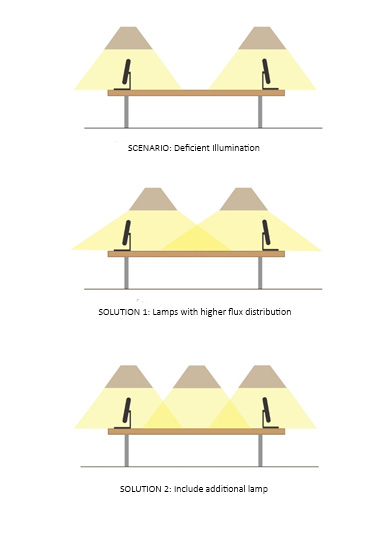 SCENARIO: Deficient Illumination
SOLUTION 1: Lamps with higher flux distribution
SOLUTION 2: Include additional lamp